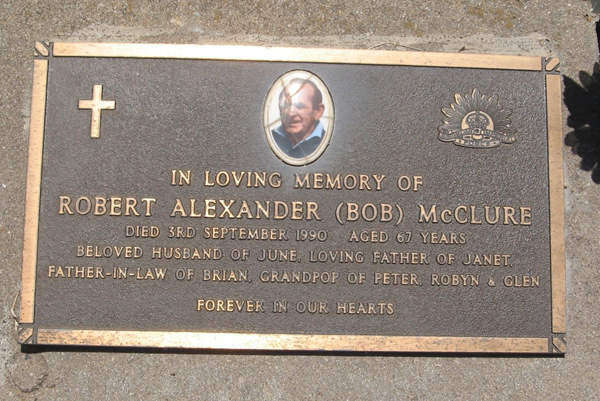 IN LOVING MEMORY OF
ROBERT ALEXANDER (BOB) McCLURE
DIED 3RD SEPTEMBER 1990 AGED 67 YEARS
BELOVED HUSBAND OF JUNE, LOVING FATHER OF JANET,
FATHER-IN-LAW OF BRIAN, GRANDPOP OF PETER, ROBYN & GLEN
FOREVER IN OUR HEARTS